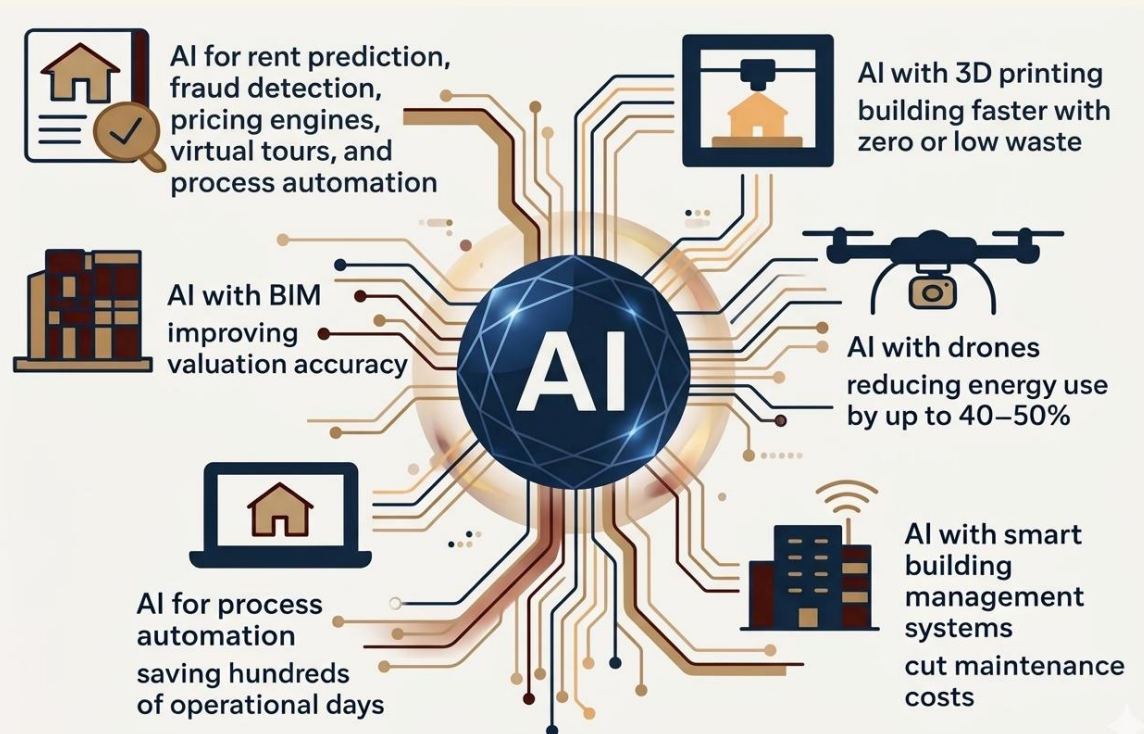 AI for rent prediction,
fraud detection,
pricing engines,
virtual tours, and
process automation
AI with 3D printing
building faster with
zero or low waste
AI with BIM
improving
valuation accuracy
AI
AI with drones
reducing energy use
by up to 40–50%
AI for process
automation
saving hundreds
of operational days
AI with smart
building
management
systems
cut maintenance
costs